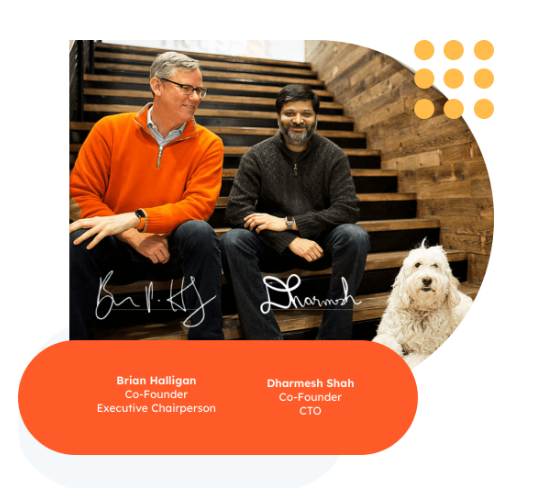 Brian Halligan
Co-Founder
Executive Chairperson
Dharmesh Shah
Co-Founder
CTO
Dharmesh